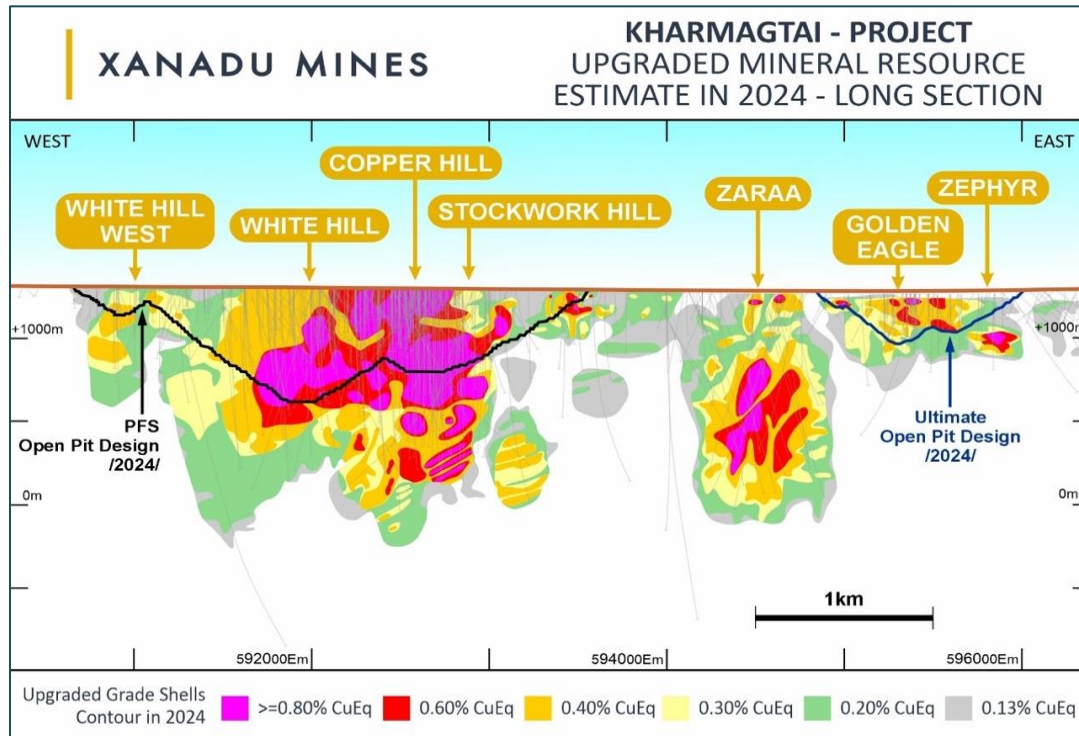 XANADU MINES
KHARMAGTAI - PROJECT
UPGRADED MINERAL RESOURCE
ESTIMATE IN 2024 - LONG SECTION
WEST
EAST
WHITE HILL
WEST
WHITE HILL
COPPER HILL
STOCKWORK HILL
ZARAA
GOLDEN
EAGLE
ZEPHYR
+1000m
+1000m
PFS
Open Pit Design
/2024/
Ultimate
Open Pit Design
/2024/
0m
0m
1km
592000Em
594000Em
596000Em
Upgraded Grade Shells
Contour in 2024
>=0.80% CuEq
0.60% CuEq
0.40% CuEq
0.30% CuEq
0.20% CuEq
0.13% CuEq